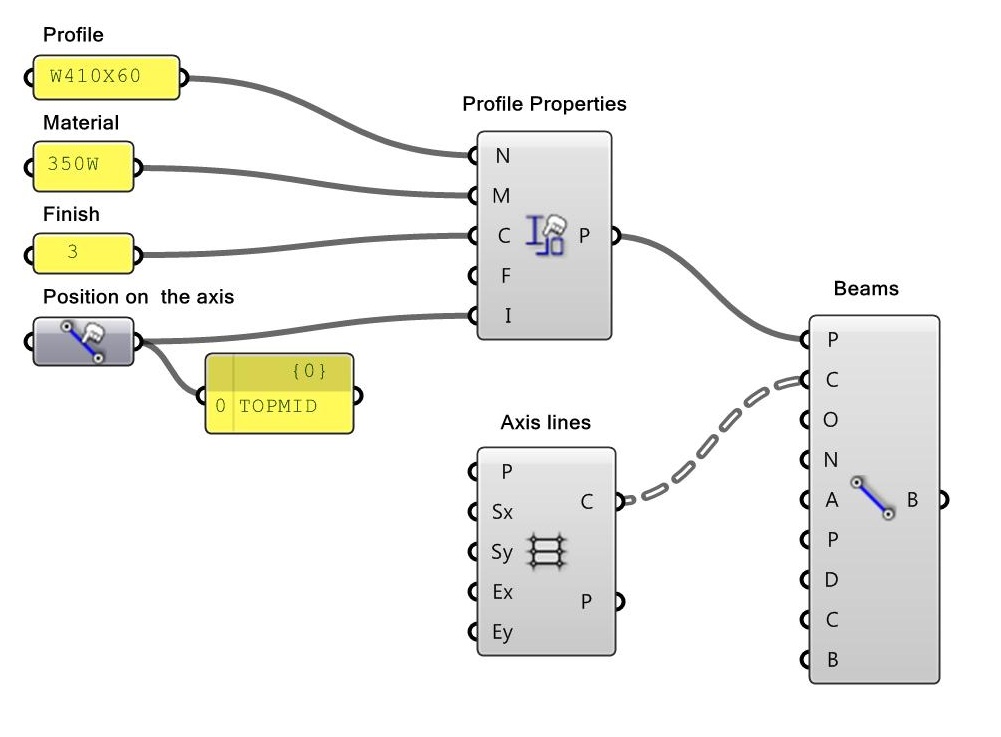 Profile
W410X60
Material
350W
Finish
3
Position on the axis
{0}
0 TOPMID
Profile Properties
N
M
C
F
I
P
Axis lines
P
Sx
Sy
Ex
Ey
C
P
Beams
P
C
O
N
A
P
D
C
B
B